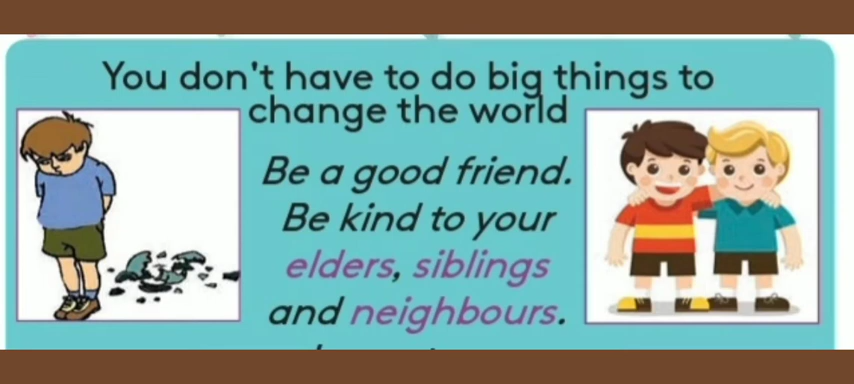 You don't have to do big things to
change the world
Be a good friend.
Be kind to your
elders, siblings
and neighbours.